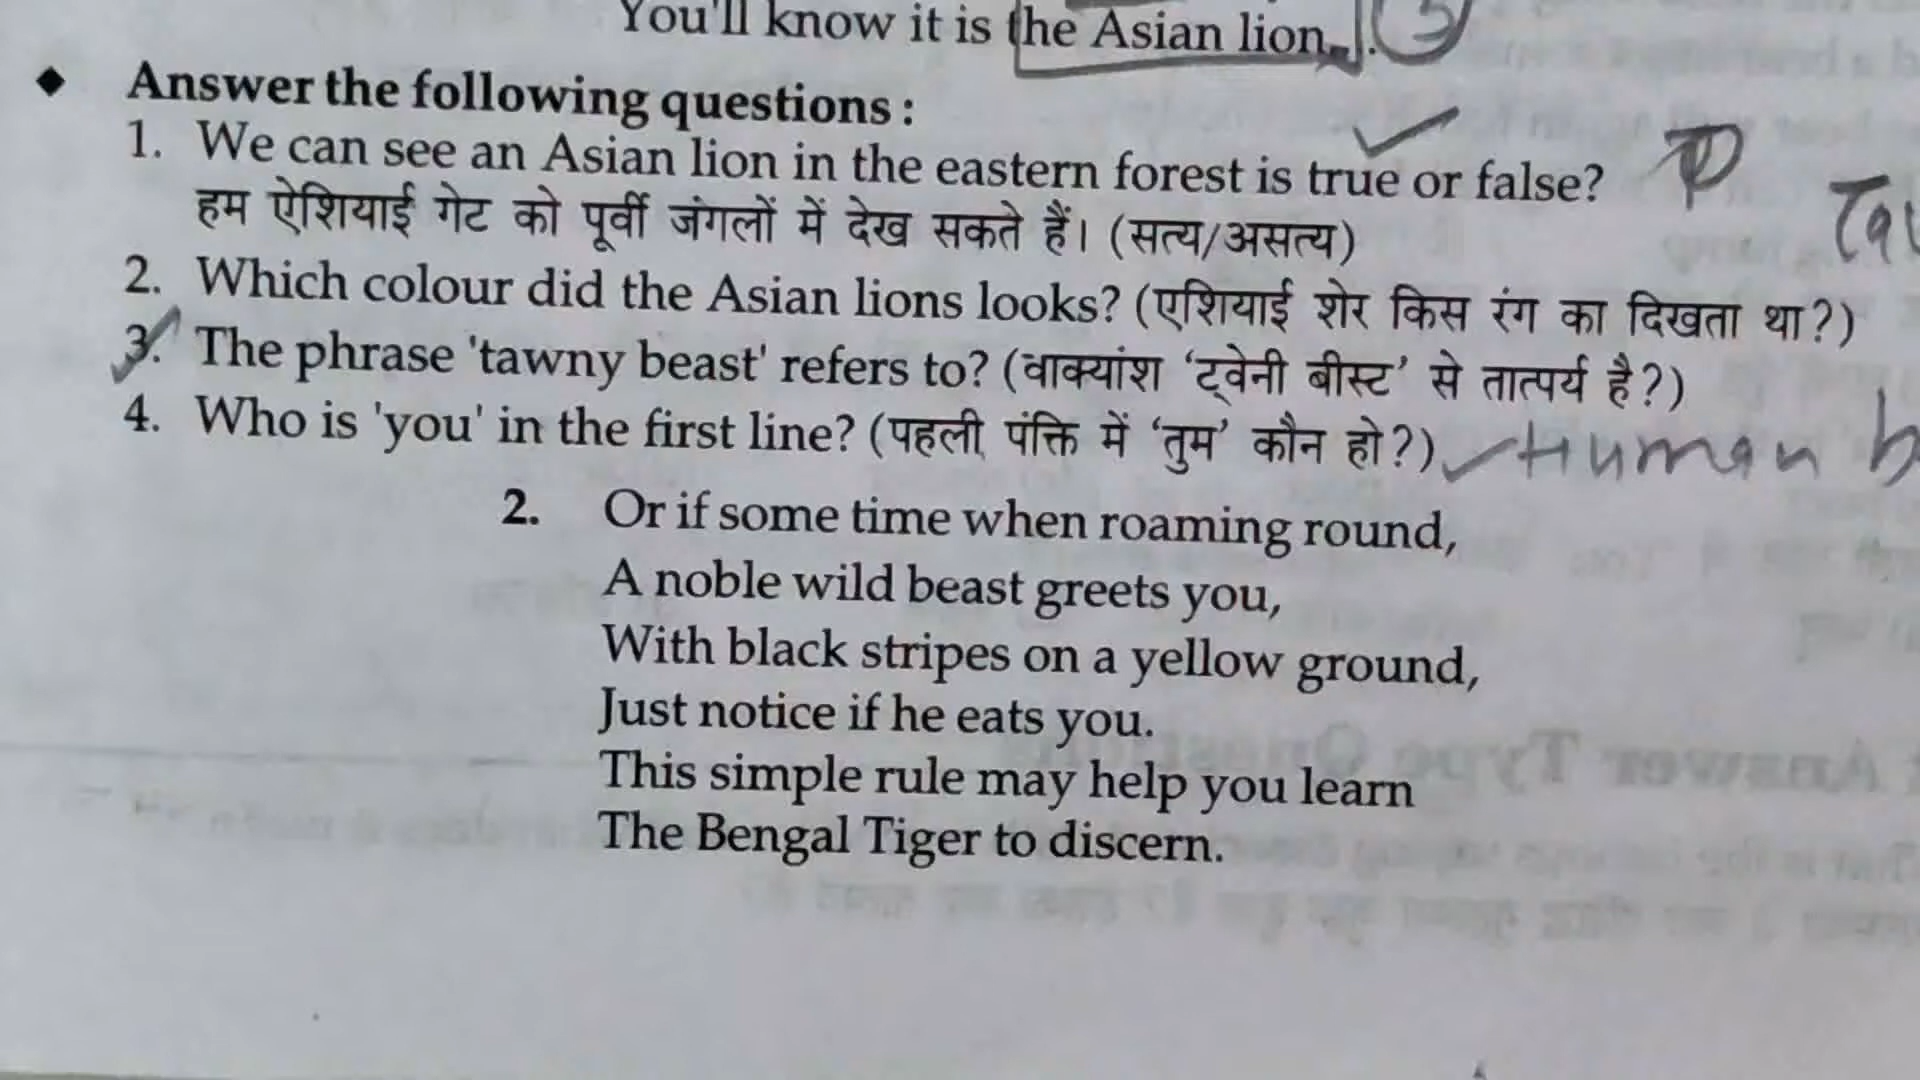 You'll know it is the Asian lion.
◆ Answer the following questions :
1. We can see an Asian lion in the eastern forest is true or false?
हम ऐशियाई गेट को पूर्वी जंगलों में देख सकते हैं। (सत्य/असत्य)
2. Which colour did the Asian lions looks? (एशियाई शेर किस रंग का दिखता था?)
3. The phrase 'tawny beast' refers to? (वाक्यांश ‘ट्वेनी बीस्ट’ से तात्पर्य है?)
4. Who is 'you' in the first line? (पहली पंक्ति में ‘तुम’ कौन हो?) Human
2. Or if some time when roaming round,
A noble wild beast greets you,
With black stripes on a yellow ground,
Just notice if he eats you.
This simple rule may help you learn
The Bengal Tiger to discern.